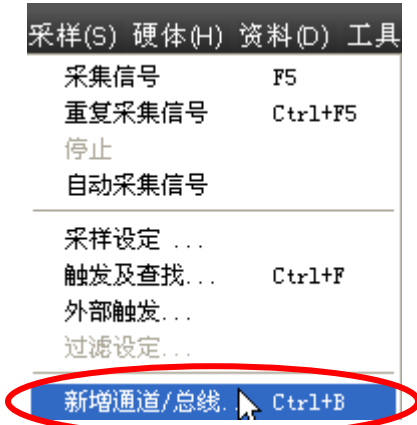 采样(S) 硬体(H) 资料(D) 工具
采集信号 F5
重复采集信号 Ctrl+F5
停止
自动采集信号
采样设定 ...
触发及查找... Ctrl+F
外部触发...
过滤设定...
新增通道/总线.. Ctrl+B